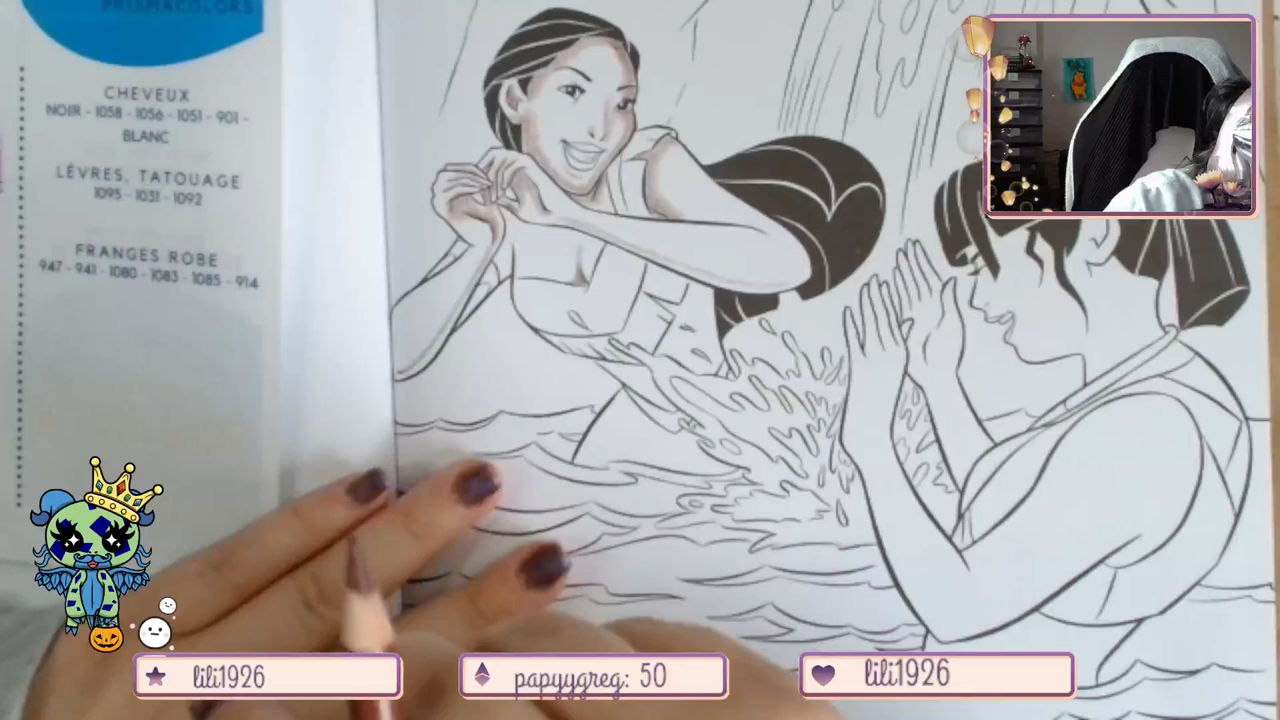 PRISMACOLORS
CHEVEUX
NOIR - 1058 - 1056 - 1051 - 901 -
BLANC
LÈVRES, TATOUAGE
1095 - 1031 - 1092
FRANGES ROBE
947 - 941 - 1080 - 1083 - 1085 - 914
lili1926
papyygreg: 50
lili1926